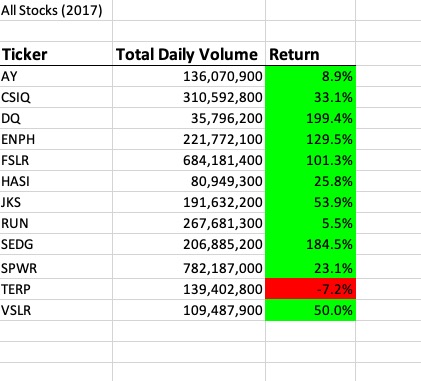 All Stocks (2017)
Ticker Total Daily Volume Return
AY 136,070,900 8.9%
CSIQ 310,592,800 33.1%
DQ 35,796,200 199.4%
ENPH 221,772,100 129.5%
FSLR 684,181,400 101.3%
HASI 80,949,300 25.8%
JKS 191,632,200 53.9%
RUN 267,681,300 5.5%
SEDG 206,885,200 184.5%
SPWR 782,187,000 23.1%
TERP 139,402,800 -7.2%
VSLR 109,487,900 50.0%